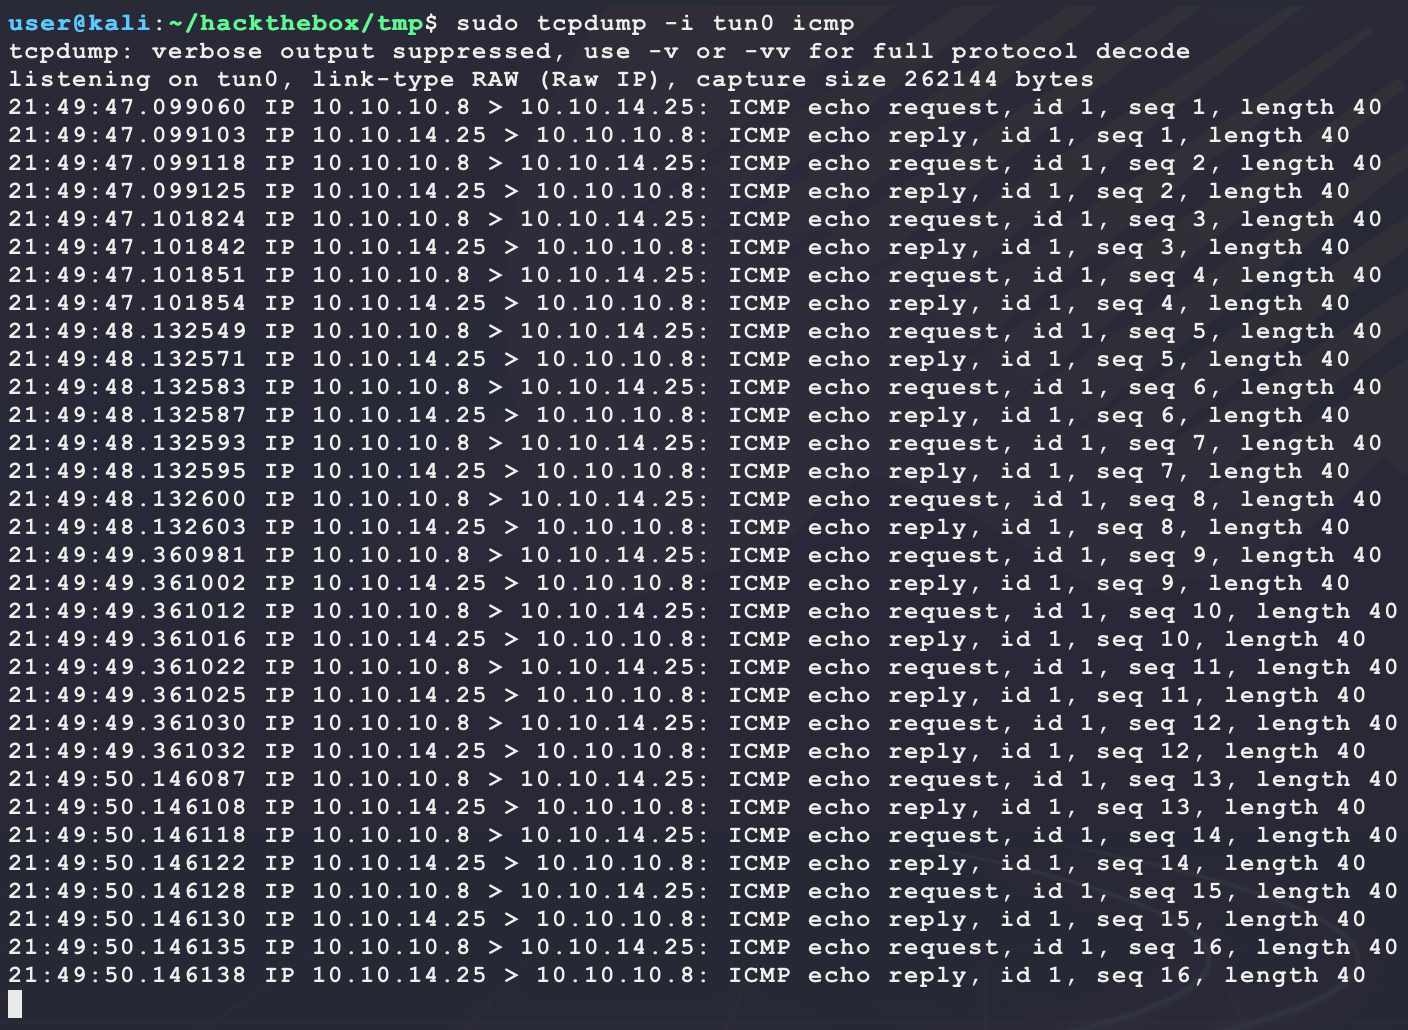 user@kali:~/hackthebox/tmp$ sudo tcpdump -i tun0 icmp
tcpdump: verbose output suppressed, use -v or -vv for full protocol decode
listening on tun0, link-type RAW (Raw IP), capture size 262144 bytes
21:49:47.099060 IP 10.10.10.8 > 10.10.14.25: ICMP echo request, id 1, seq 1, length 40
21:49:47.099103 IP 10.10.14.25 > 10.10.10.8: ICMP echo reply, id 1, seq 1, length 40
21:49:47.099118 IP 10.10.10.8 > 10.10.14.25: ICMP echo request, id 1, seq 2, length 40
21:49:47.099125 IP 10.10.14.25 > 10.10.10.8: ICMP echo reply, id 1, seq 2, length 40
21:49:47.101824 IP 10.10.10.8 > 10.10.14.25: ICMP echo request, id 1, seq 3, length 40
21:49:47.101842 IP 10.10.14.25 > 10.10.10.8: ICMP echo reply, id 1, seq 3, length 40
21:49:47.101851 IP 10.10.10.8 > 10.10.14.25: ICMP echo request, id 1, seq 4, length 40
21:49:47.101854 IP 10.10.14.25 > 10.10.10.8: ICMP echo reply, id 1, seq 4, length 40
21:49:48.132549 IP 10.10.10.8 > 10.10.14.25: ICMP echo request, id 1, seq 5, length 40
21:49:48.132571 IP 10.10.14.25 > 10.10.10.8: ICMP echo reply, id 1, seq 5, length 40
21:49:48.132583 IP 10.10.10.8 > 10.10.14.25: ICMP echo request, id 1, seq 6, length 40
21:49:48.132587 IP 10.10.14.25 > 10.10.10.8: ICMP echo reply, id 1, seq 6, length 40
21:49:48.132593 IP 10.10.10.8 > 10.10.14.25: ICMP echo request, id 1, seq 7, length 40
21:49:48.132595 IP 10.10.14.25 > 10.10.10.8: ICMP echo reply, id 1, seq 7, length 40
21:49:48.132600 IP 10.10.10.8 > 10.10.14.25: ICMP echo request, id 1, seq 8, length 40
21:49:48.132603 IP 10.10.14.25 > 10.10.10.8: ICMP echo reply, id 1, seq 8, length 40
21:49:49.360981 IP 10.10.10.8 > 10.10.14.25: ICMP echo request, id 1, seq 9, length 40
21:49:49.361002 IP 10.10.14.25 > 10.10.10.8: ICMP echo reply, id 1, seq 9, length 40
21:49:49.361012 IP 10.10.10.8 > 10.10.14.25: ICMP echo request, id 1, seq 10, length 40
21:49:49.361016 IP 10.10.14.25 > 10.10.10.8: ICMP echo reply, id 1, seq 10, length 40
21:49:49.361022 IP 10.10.10.8 > 10.10.14.25: ICMP echo request, id 1, seq 11, length 40
21:49:49.361025 IP 10.10.14.25 > 10.10.10.8: ICMP echo reply, id 1, seq 11, length 40
21:49:49.361030 IP 10.10.10.8 > 10.10.14.25: ICMP echo request, id 1, seq 12, length 40
21:49:49.361032 IP 10.10.14.25 > 10.10.10.8: ICMP echo reply, id 1, seq 12, length 40
21:49:50.146087 IP 10.10.10.8 > 10.10.14.25: ICMP echo request, id 1, seq 13, length 40
21:49:50.146108 IP 10.10.14.25 > 10.10.10.8: ICMP echo reply, id 1, seq 13, length 40
21:49:50.146118 IP 10.10.10.8 > 10.10.14.25: ICMP echo request, id 1, seq 14, length 40
21:49:50.146122 IP 10.10.14.25 > 10.10.10.8: ICMP echo reply, id 1, seq 14, length 40
21:49:50.146128 IP 10.10.10.8 > 10.10.14.25: ICMP echo request, id 1, seq 15, length 40
21:49:50.146130 IP 10.10.14.25 > 10.10.10.8: ICMP echo reply, id 1, seq 15, length 40
21:49:50.146135 IP 10.10.10.8 > 10.10.14.25: ICMP echo request, id 1, seq 16, length 40
21:49:50.146138 IP 10.10.14.25 > 10.10.10.8: ICMP echo reply, id 1, seq 16, length 40